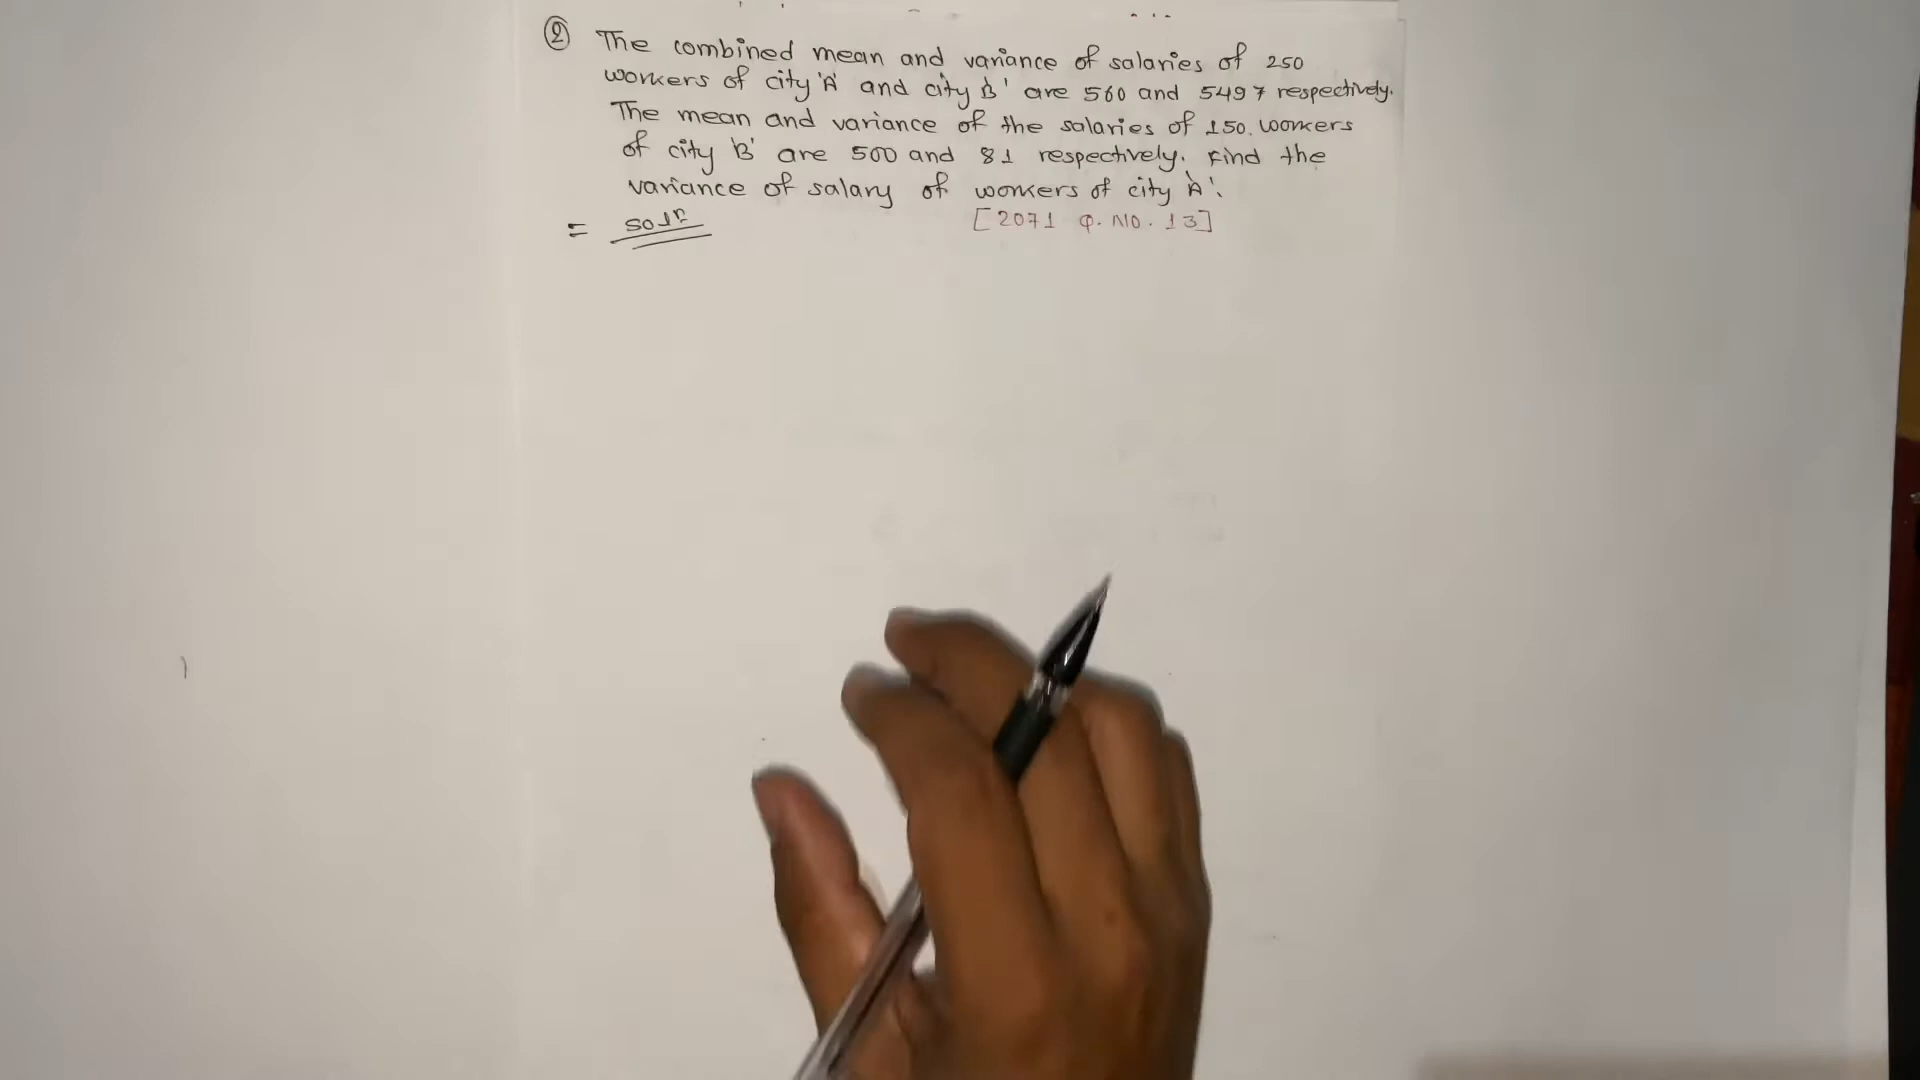 ② The combined mean and variance of salaries of 250
workers of city 'A' and city 'B' are 560 and 5497 respectively.
The mean and variance of the salaries of 150. workers
of city 'B' are 500 and 81 respectively. Find the
variance of salary of workers of city 'A'.
= soln [2071 Q. NO. 13]